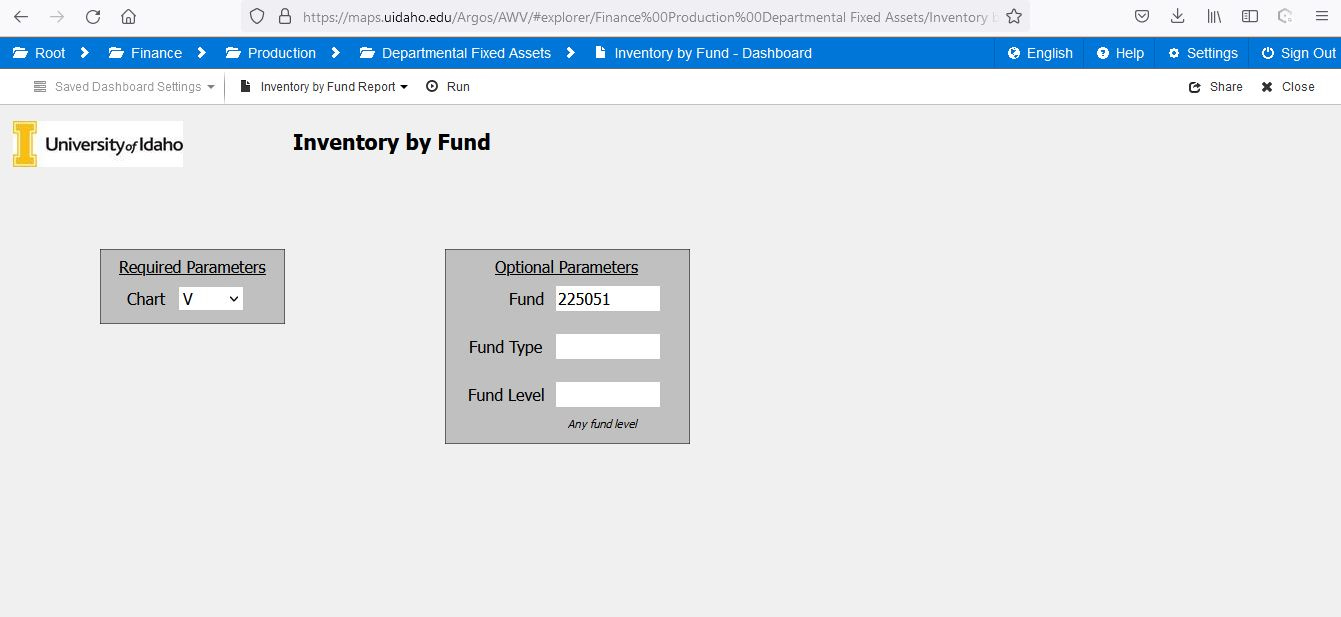 https://maps.uidaho.edu/Argos/AWV/#explorer/Finance%00Production%00Departmental Fixed Assets/Inventory
Root Finance Production Departmental Fixed Assets Inventory by Fund - Dashboard English Help Settings Sign Out
Saved Dashboard Settings Inventory by Fund Report Run Share Close
University of Idaho
Inventory by Fund
Required Parameters
Chart V
Optional Parameters
Fund 225051
Fund Type
Fund Level
Any fund level